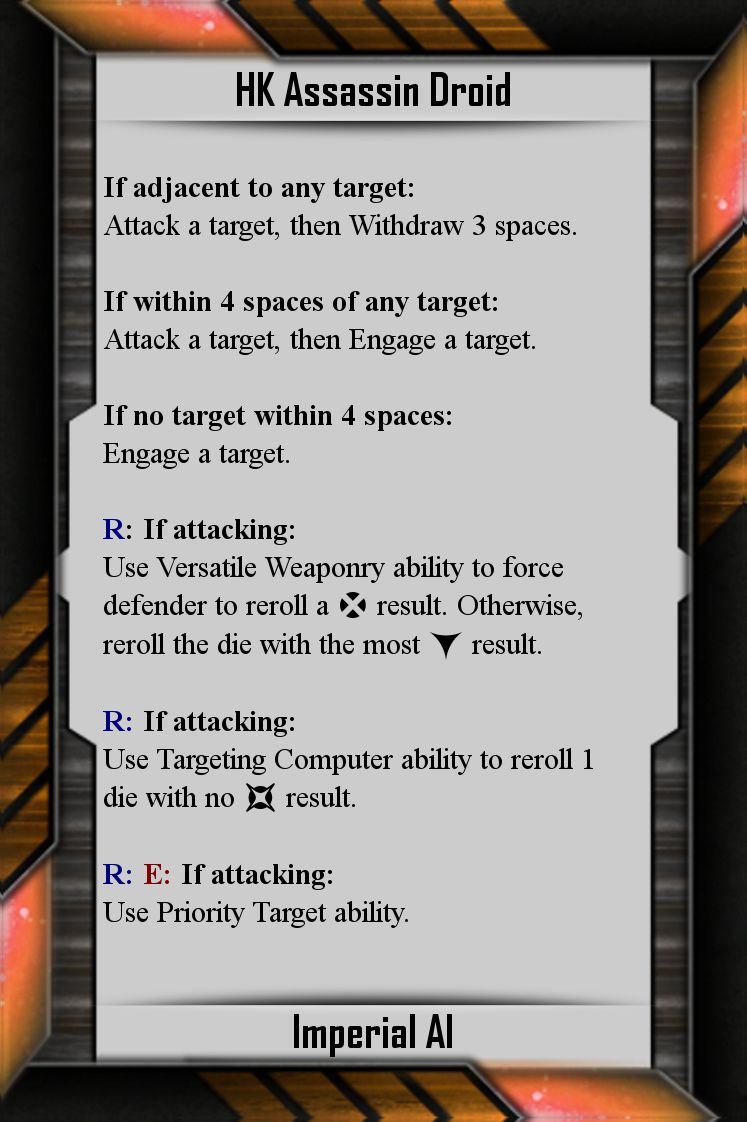 HK Assassin Droid
If adjacent to any target:
Attack a target, then Withdraw 3 spaces.
If within 4 spaces of any target:
Attack a target, then Engage a target.
If no target within 4 spaces:
Engage a target.
R: If attacking:
Use Versatile Weaponry ability to force
defender to reroll a result. Otherwise,
reroll the die with the most result.
R: If attacking:
Use Targeting Computer ability to reroll 1
die with no result.
R: E: If attacking:
Use Priority Target ability.
Imperial AI